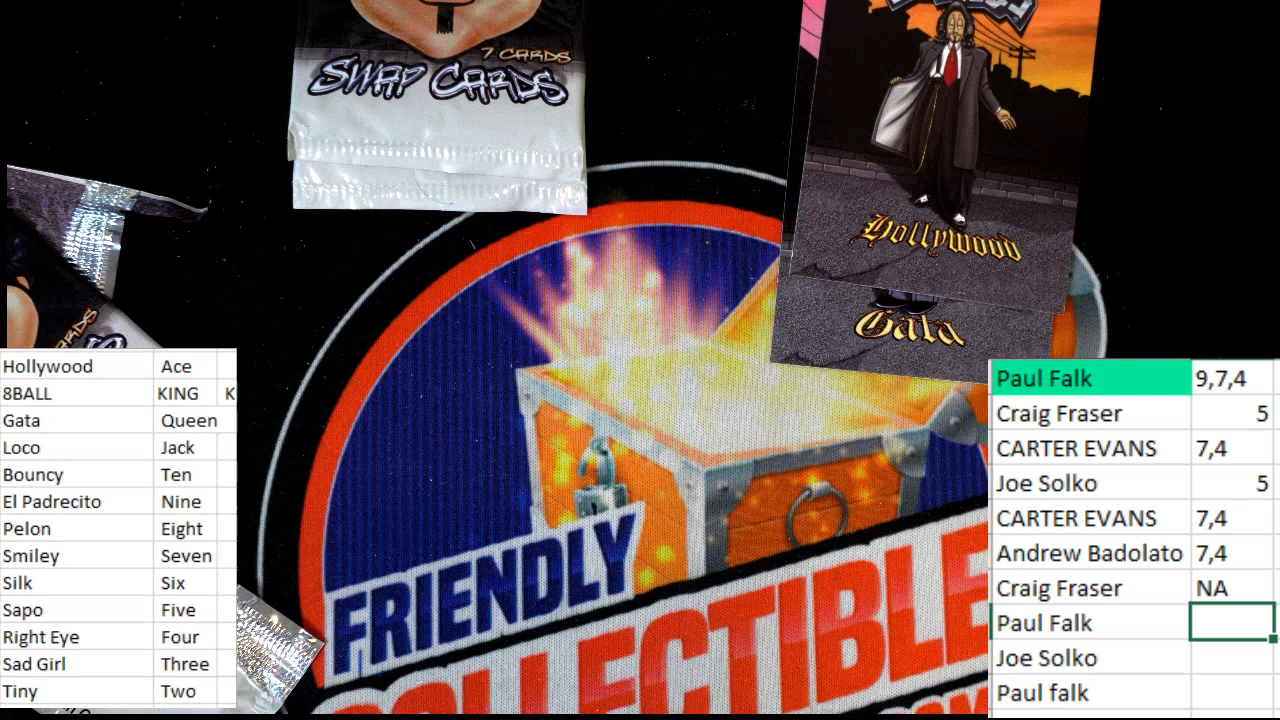 7 CARDS
SWAP CARDS
Hollywood
Gata
CARDS
Hollywood Ace
8BALL KING K
Gata Queen
Loco Jack
Bouncy Ten
El Padrecito Nine
Pelon Eight
Smiley Seven
Silk Six
Sapo Five
Right Eye Four
Sad Girl Three
Tiny Two
Paul Falk 9,7,4
Craig Fraser 5
CARTER EVANS 7,4
Joe Solko 5
CARTER EVANS 7,4
Andrew Badolato 7,4
Craig Fraser NA
Paul Falk
Joe Solko
Paul falk
FRIENDLY
COLLECTIBLE